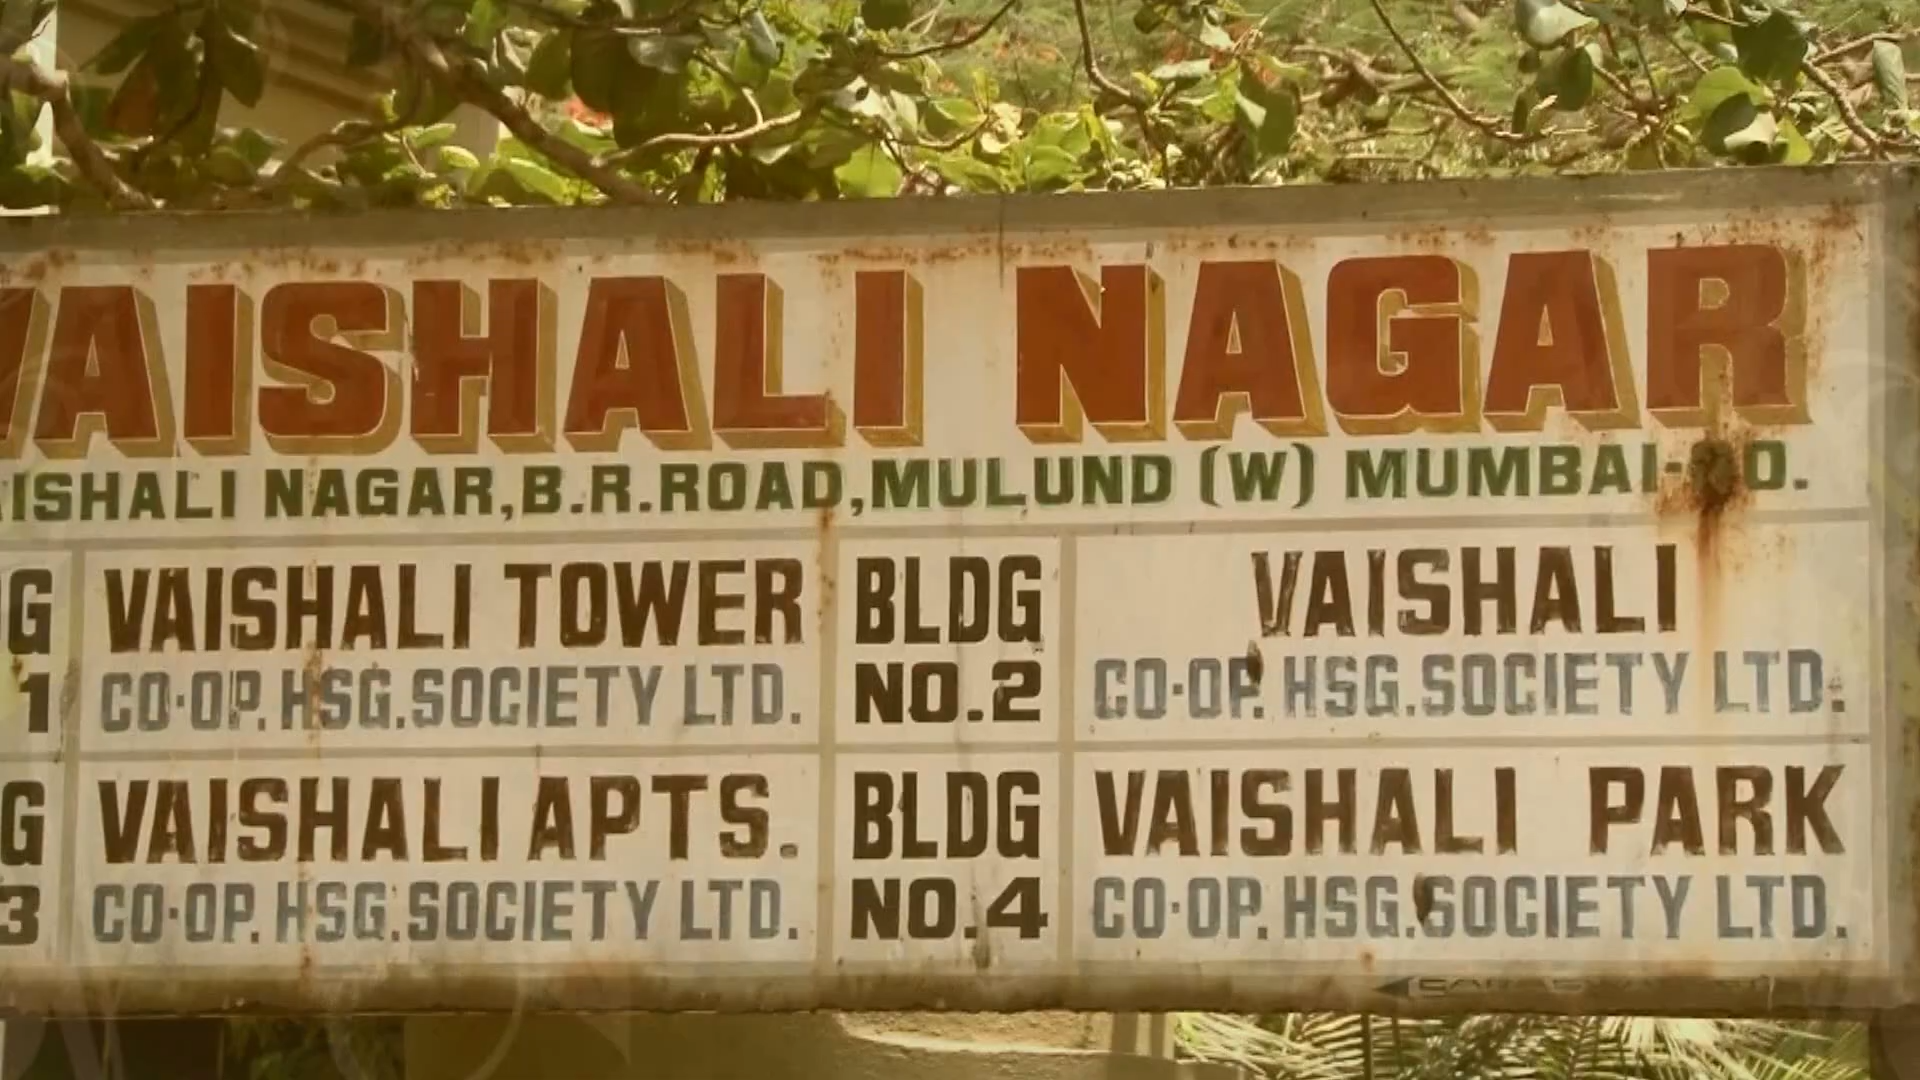 VAISHALI NAGAR
AISHALI NAGAR, B.R.ROAD, MULUND (W) MUMBAI-
G VAISHALI TOWER BLDG VAISHALI
1 CO-OP. HSG. SOCIETY LTD. NO.2 CO-OP. HSG. SOCIETY LTD.
G VAISHALI APTS. BLDG VAISHALI PARK
3 CO-OP. HSG. SOCIETY LTD. NO.4 CO-OP. HSG. SOCIETY LTD.